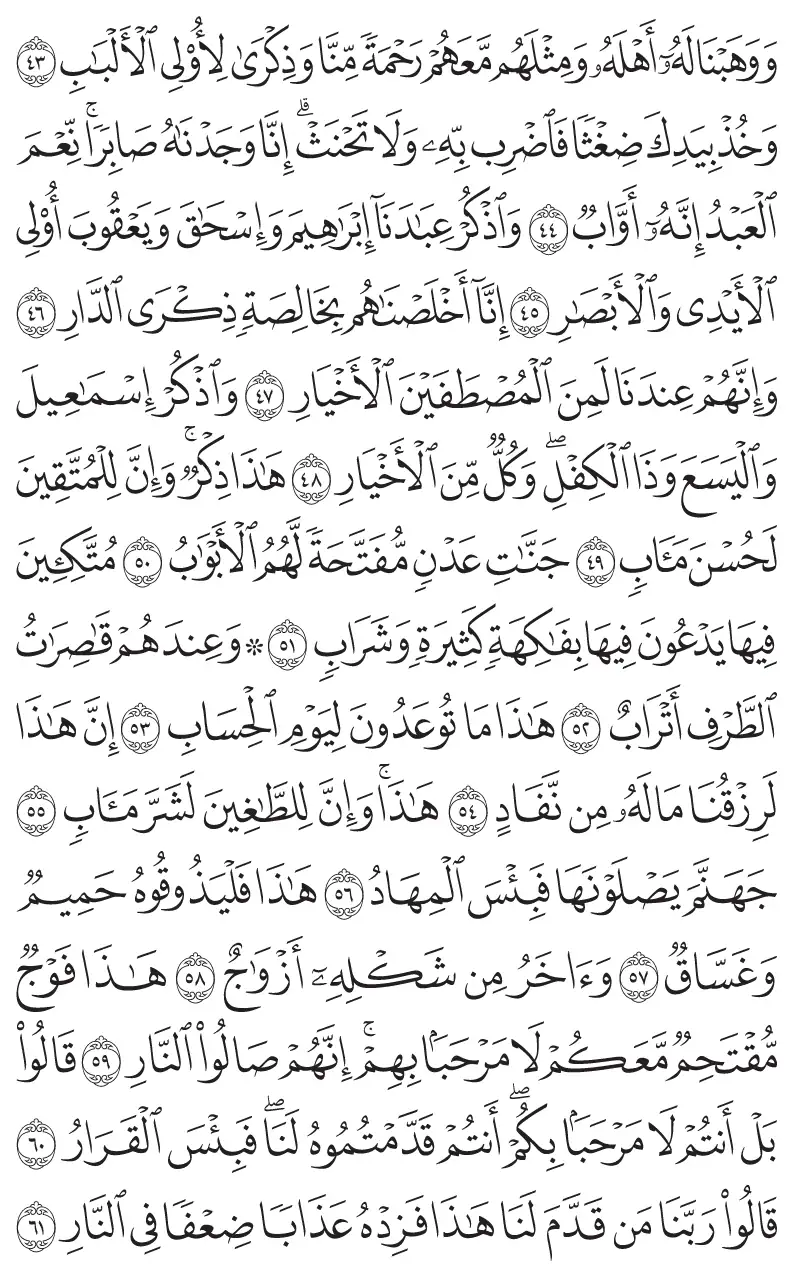 وَوَهَبۡنَا لَهُۥٓ أَهۡلَهُۥ وَمِثۡلَهُم مَّعَهُمۡ رَحۡمَةٗ مِّنَّا وَذِكۡرَىٰ لِأُوْلِي ٱلۡأَلۡبَٰبِ ٤٣
وَخُذۡ بِيَدِكَ ضِغۡثٗا فَٱضۡرِب بِّهِۦ وَلَا تَحۡنَثۡۗ إِنَّا وَجَدۡنَٰهُ صَابِرٗاۚ نِّعۡمَ
ٱلۡعَبۡدُ إِنَّهُۥٓ أَوَّابٞ ٤٤ وَٱذۡكُرۡ عِبَٰدَنَآ إِبۡرَٰهِيمَ وَإِسۡحَٰقَ وَيَعۡقُوبَ أُوْلِي
ٱلۡأَيۡدِي وَٱلۡأَبۡصَٰرِ ٤٥ إِنَّآ أَخۡلَصۡنَٰهُم بِخَالِصَةٖ ذِكۡرَى ٱلدَّارِ ٤٦
وَإِنَّهُمۡ عِندَنَا لَمِنَ ٱلۡمُصۡطَفَيۡنَ ٱلۡأَخۡيَارِ ٤٧ وَٱذۡكُرۡ إِسۡمَٰعِيلَ
وَٱلۡيَسَعَ وَذَا ٱلۡكِفۡلِۖ وَكُلّٞ مِّنَ ٱلۡأَخۡيَارِ ٤٨ هَٰذَا ذِكۡرٞۚ وَإِنَّ لِلۡمُتَّقِينَ
لَحُسۡنَ مَـَٔابٖ ٤٩ جَنَّٰتِ عَدۡنٖ مُّفَتَّحَةٗ لَّهُمُ ٱلۡأَبۡوَٰبُ ٥٠ مُتَّكِـِٔينَ
فِيهَا يَدۡعُونَ فِيهَا بِفَٰكِهَةٖ كَثِيرَةٖ وَشَرَابٖ ٥١ ۞ وَعِندَهُمۡ قَٰصِرَٰتُ
ٱلطَّرۡفِ أَتۡرَابٌ ٥٢ هَٰذَا مَا تُوعَدُونَ لِيَوۡمِ ٱلۡحِسَابِ ٥٣ إِنَّ هَٰذَا
لَرِزۡقُنَا مَا لَهُۥ مِن نَّفَادٍ ٥٤ هَٰذَاۚ وَإِنَّ لِلطَّٰغِينَ لَشَرَّ مَـَٔابٖ ٥٥
جَهَنَّمَ يَصۡلَوۡنَهَا فَبِئۡسَ ٱلۡمِهَادُ ٥٦ هَٰذَا فَلۡيَذُوقُوهُ حَمِيمٞ
وَغَسَّاقٞ ٥٧ وَءَاخَرُ مِن شَكۡلِهِۦٓ أَزۡوَٰجٌ ٥٨ هَٰذَا فَوۡجٞ
مُّقۡتَحِمٞ مَّعَكُمۡ لَا مَرۡحَبَۢا بِهِمۡۚ إِنَّهُمۡ صَالُواْ ٱلنَّارِ ٥٩ قَالُواْ
بَلۡ أَنتُمۡ لَا مَرۡحَبَۢا بِكُمۡۖ أَنتُمۡ قَدَّمۡتُمُوهُ لَنَاۖ فَبِئۡسَ ٱلۡقَرَارُ ٦٠
قَالُواْ رَبَّنَا مَن قَدَّمَ لَنَا هَٰذَا فَزِدۡهُ عَذَابٗا ضِعۡفٗا فِي ٱلنَّارِ ٦١